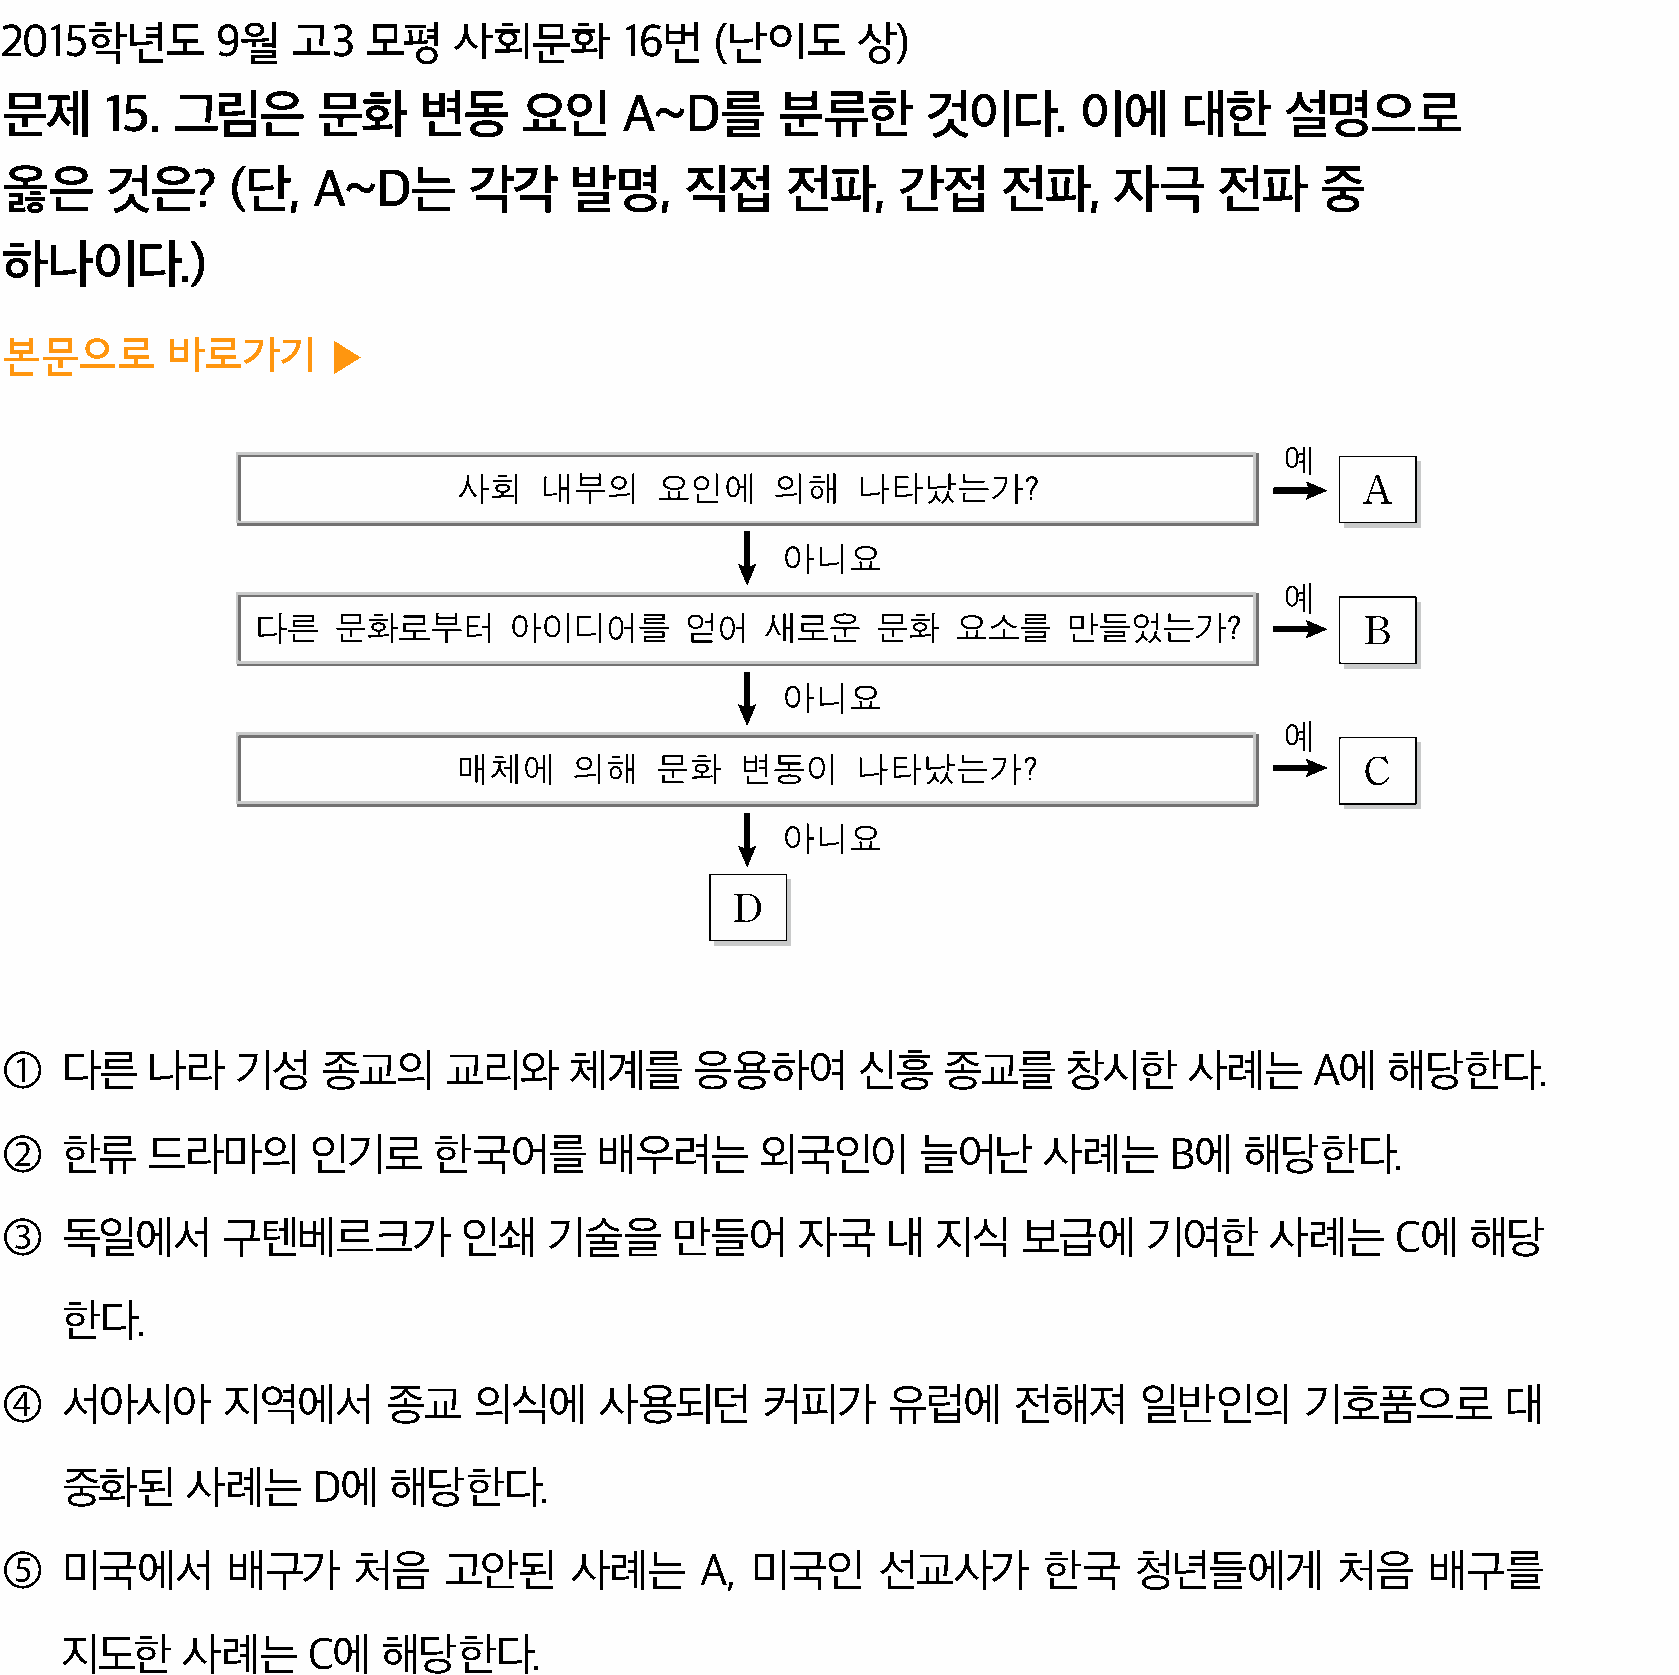 2015학년도 9월 고3 모평 사회문화 16번 (난이도 상)
문제 15. 그림은 문화 변동 요인 A~D를 분류한 것이다. 이에 대한 설명으로
옳은 것은? (단, A~D는 각각 발명, 직접 전파, 간접 전파, 자극 전파 중
하나이다.)
본문으로 바로가기 ▶
사회 내부의 요인에 의해 나타났는가?
예
A
아니요
다른 문화로부터 아이디어를 얻어 새로운 문화 요소를 만들었는가?
예
B
아니요
매체에 의해 문화 변동이 나타났는가?
예
C
아니요
D
① 다른 나라 기성 종교의 교리와 체계를 응용하여 신흥 종교를 창시한 사례는 A에 해당한다.
② 한류 드라마의 인기로 한국어를 배우려는 외국인이 늘어난 사례는 B에 해당한다.
③ 독일에서 구텐베르크가 인쇄 기술을 만들어 자국 내 지식 보급에 기여한 사례는 C에 해당
한다.
④ 서아시아 지역에서 종교 의식에 사용되던 커피가 유럽에 전해져 일반인의 기호품으로 대
중화된 사례는 D에 해당한다.
⑤ 미국에서 배구가 처음 고안된 사례는 A, 미국인 선교사가 한국 청년들에게 처음 배구를
지도한 사례는 C에 해당한다.